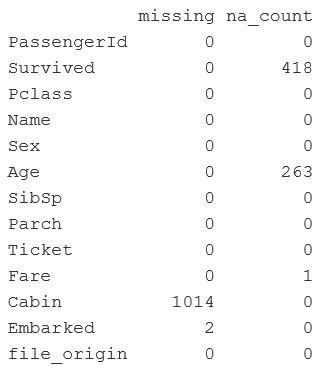 missing na_count
PassengerId 0 0
Survived 0 418
Pclass 0 0
Name 0 0
Sex 0 0
Age 0 263
SibSp 0 0
Parch 0 0
Ticket 0 0
Fare 0 1
Cabin 1014 0
Embarked 2 0
file_origin 0 0